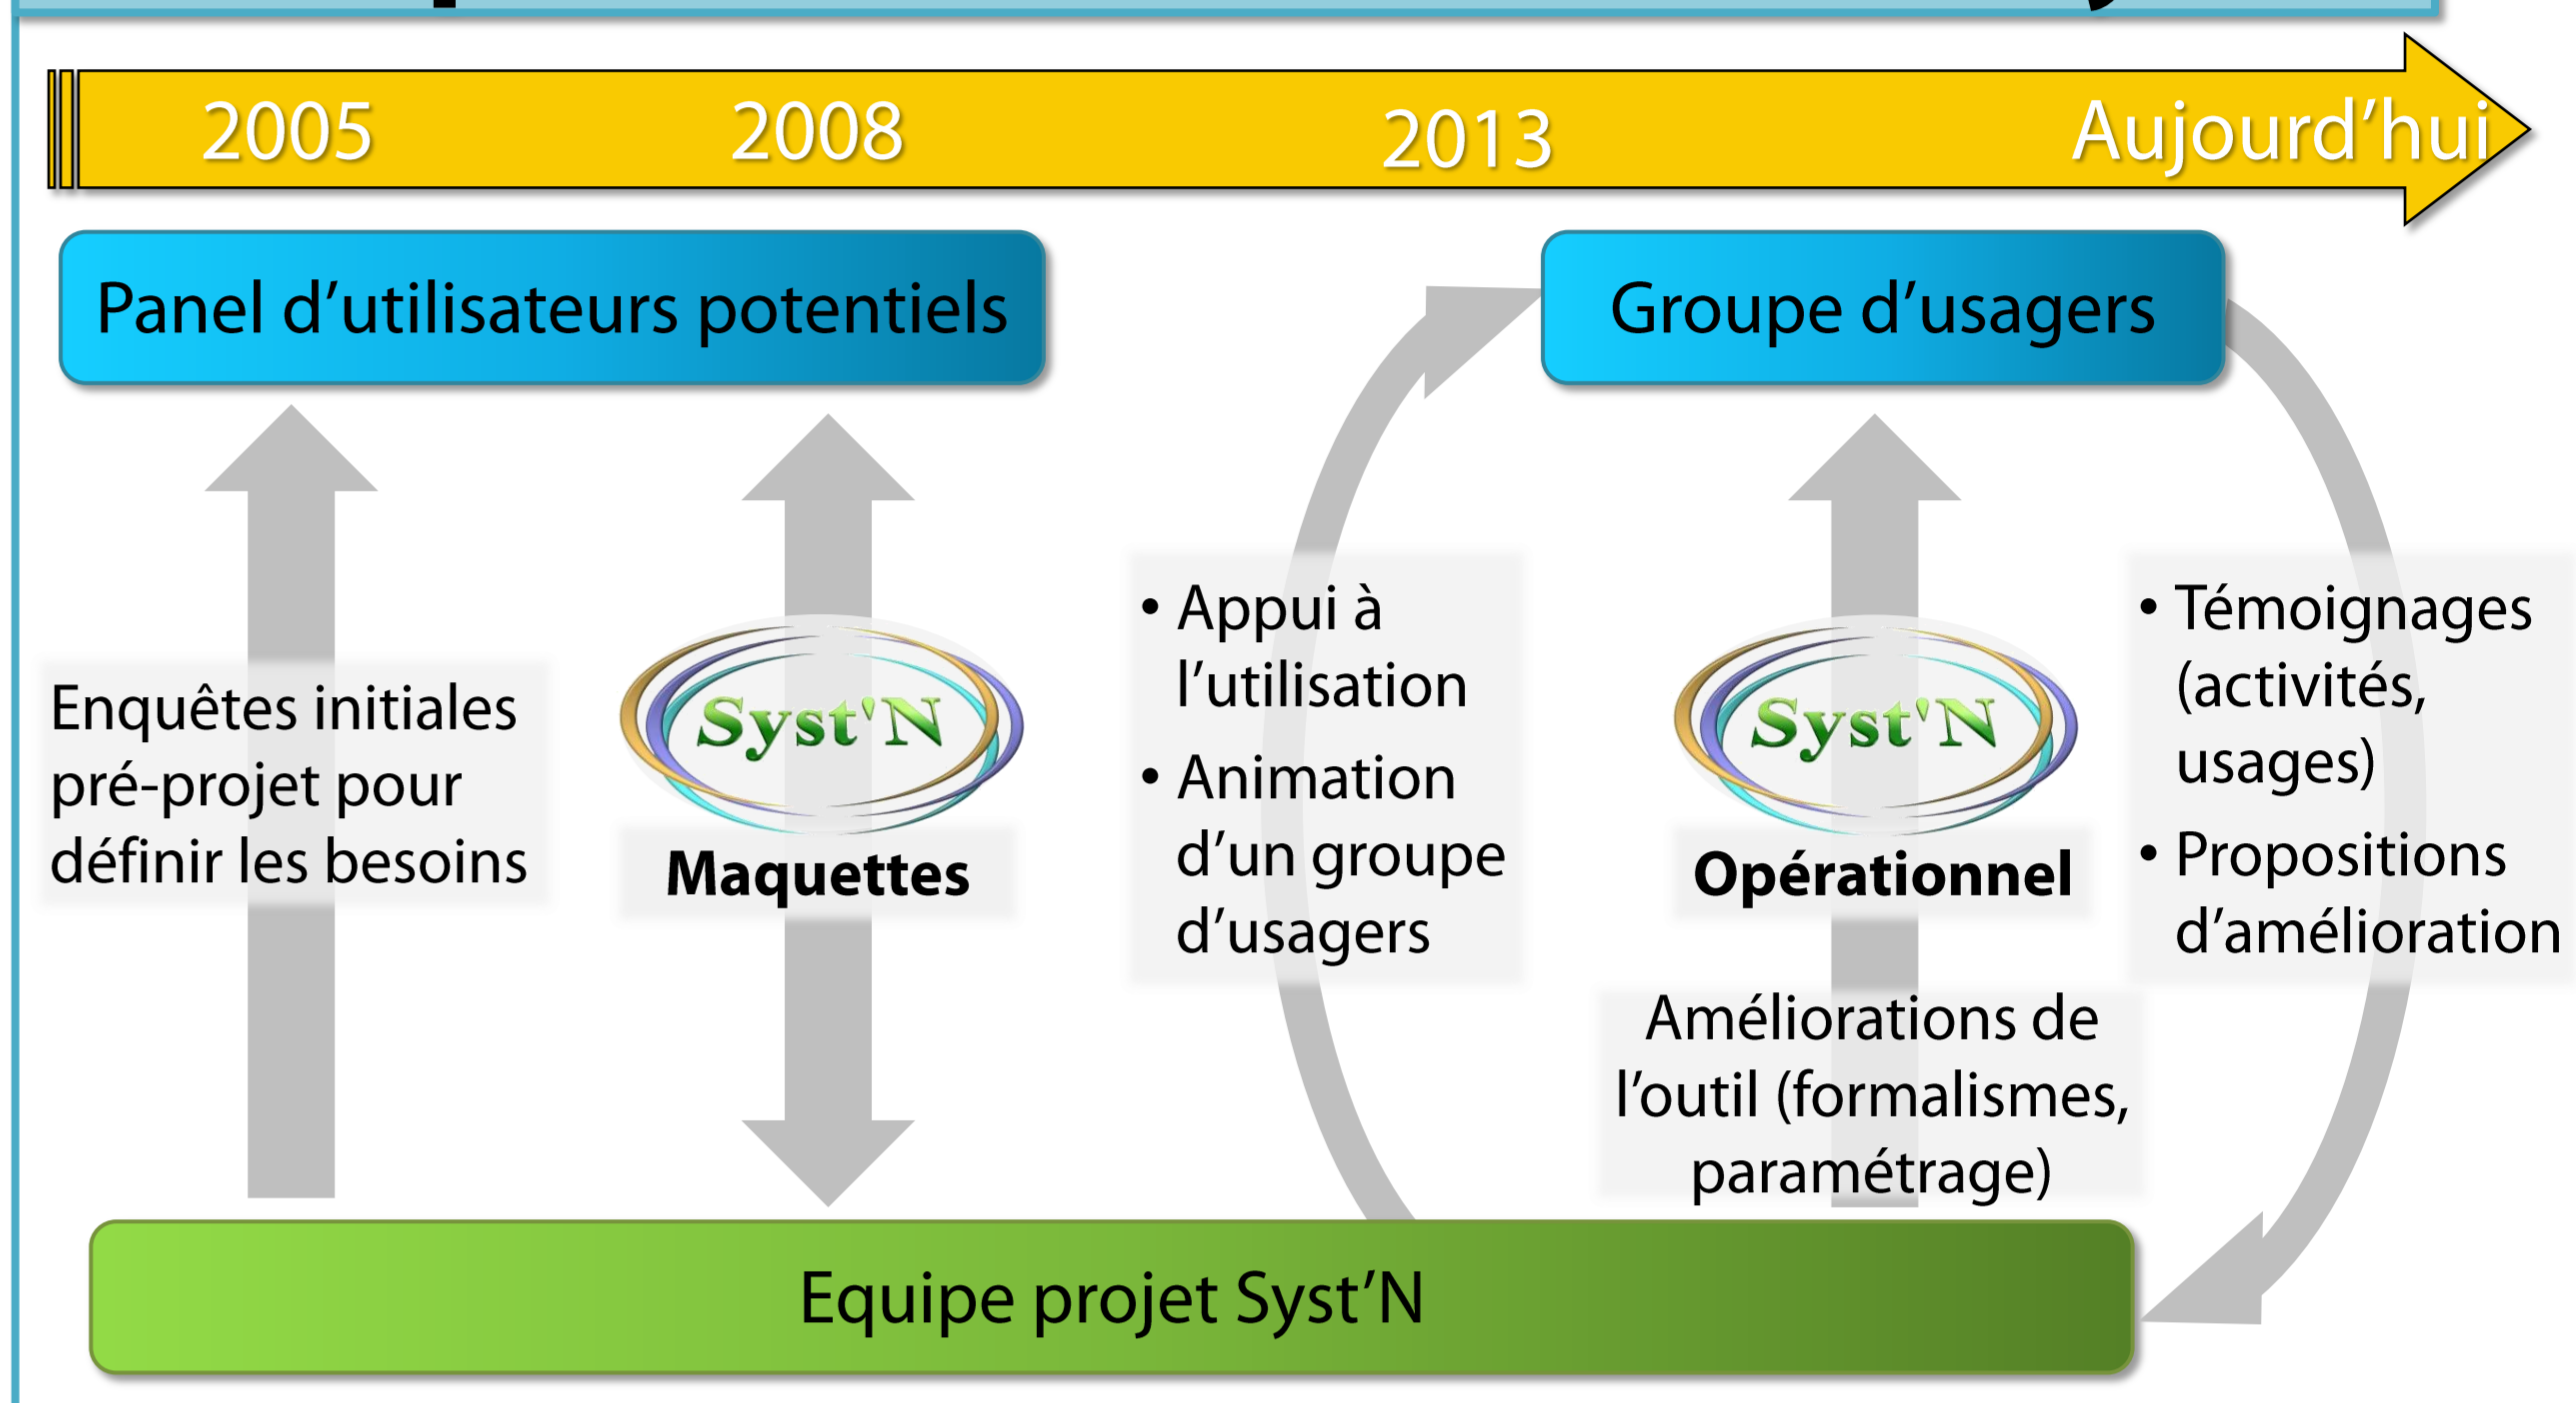 2005
2008
2013
Aujourd’hui
Panel d’utilisateurs potentiels
Groupe d’usagers
Enquêtes initiales
pré-projet pour
définir les besoins
Syst'N
Maquettes
• Appui à
l’utilisation
• Animation
d’un groupe
d’usagers
Syst'N
Opérationnel
Améliorations de
l’outil (formalismes,
paramétrage)
• Témoignages
(activités,
usages)
• Propositions
d’amélioration
Equipe projet Syst’N